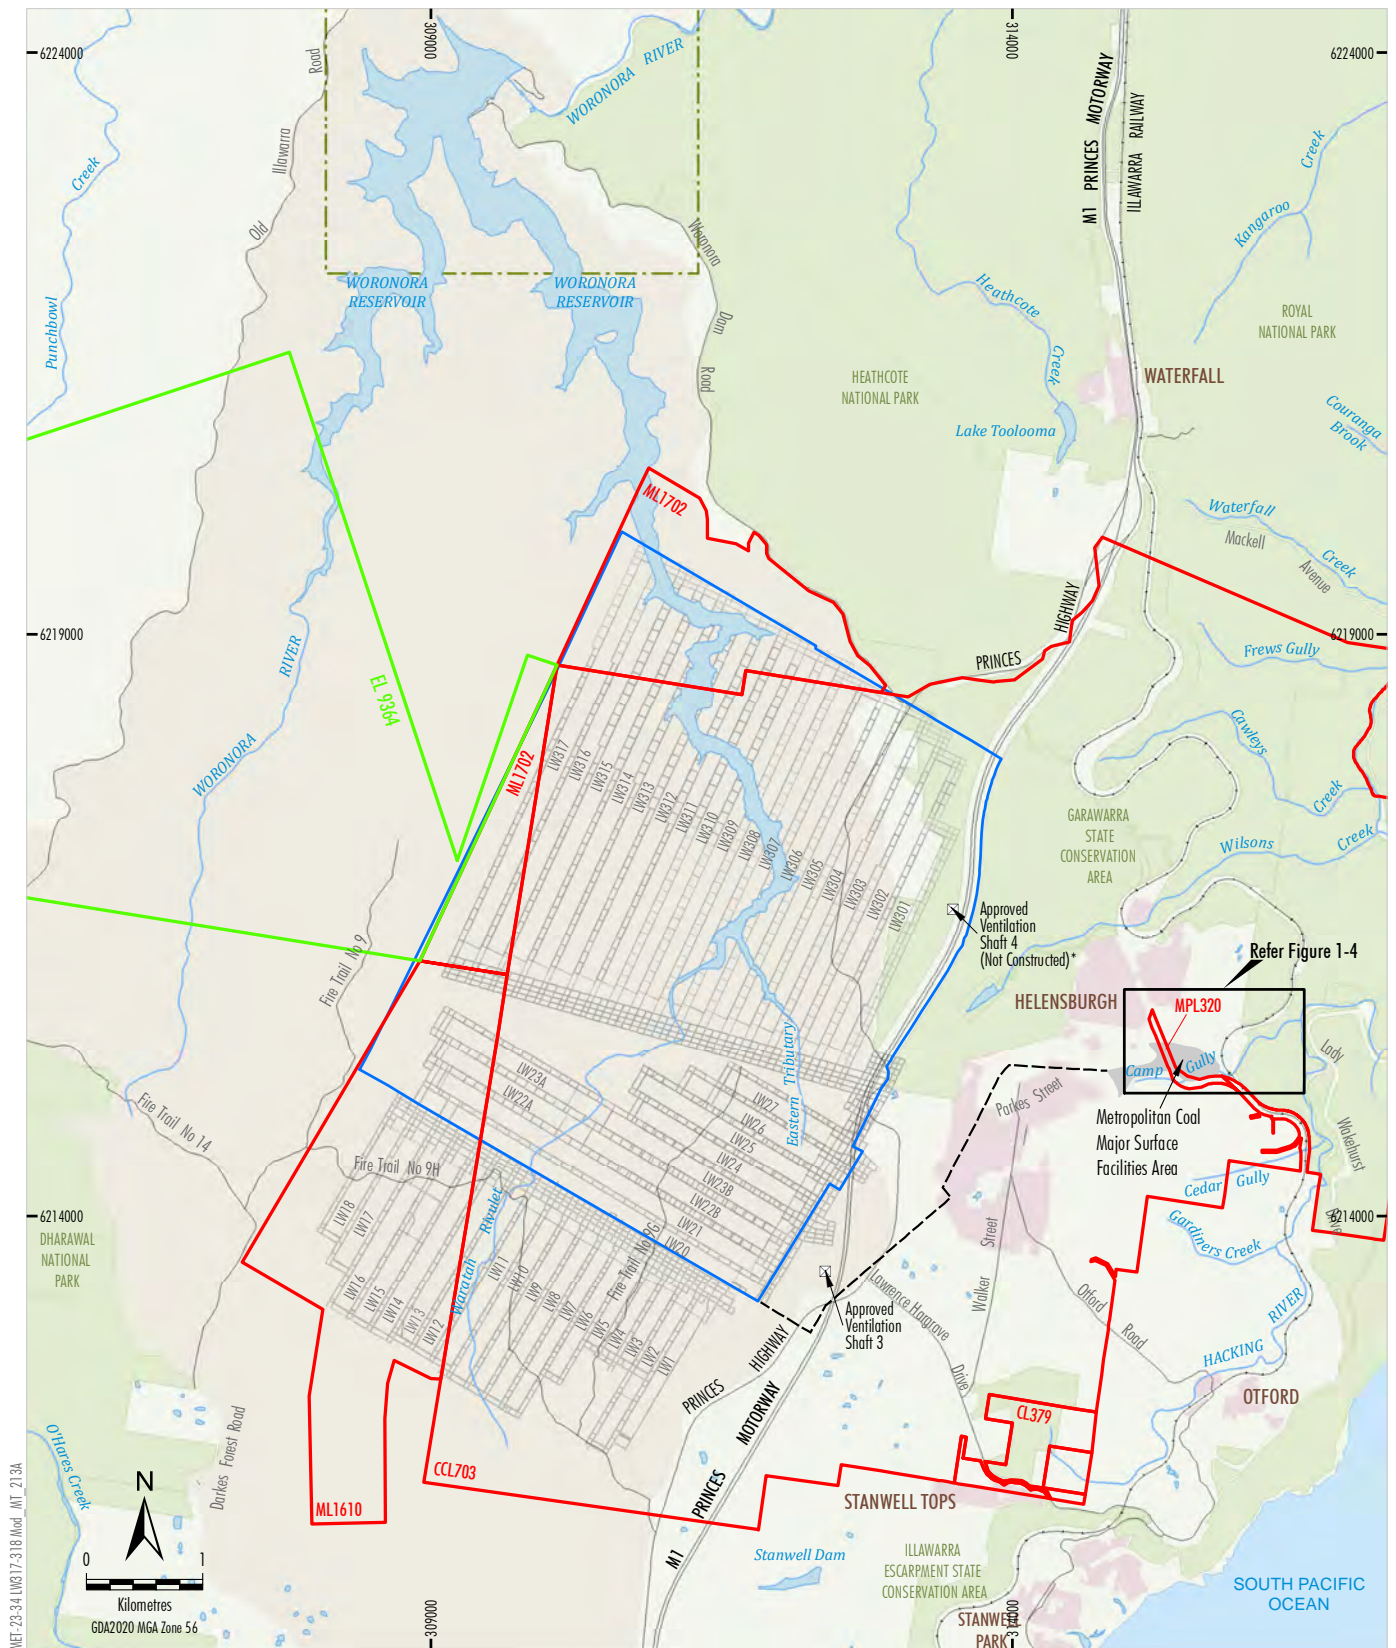 6224000
309000
314000
6224000
Road
WORONORA RIVER
M1 PRINCES MOTORWAY
ILLAWARRA RAILWAY
Creek
Illawarra
Old
Creek
Kangaroo
Woronora
Dam
Road
WORONORA
RESERVOIR
WORONORA
RESERVOIR
Heathcote
Creek
ROYAL
NATIONAL PARK
Punchbowl
HEATHCOTE
NATIONAL PARK
WATERFALL
Couranga
Brook
Lake Toolooma
ML1702
Waterfall
Creek
Mackell
Avenue
HIGHWAY
PRINCES
6219000
6219000
Frews Gully
RIVER
WORONORA
EL 9364
ML1702
Cawleys
Creek
LW317
LW316
LW315
LW314
LW313
LW312
LW311
LW310
LW309
LW308
LW307
LW306
LW305
LW304
LW303
LW302
LW301
GARAWARRA
STATE
CONSERVATION
AREA
Wilsons
Creek
Approved
Ventilation
Shaft 4
(Not Constructed)*
Refer Figure 1-4
Fire Trail No 9
HELENSBURGH
MPL320
Camp Gully
Lady
Wakehurst
Drive
Eastern Tributary
Parkes Street
Metropolitan Coal
Major Surface
Facilities Area
LW23A
LW22A
LW27
LW26
LW25
LW24
LW23B
LW22B
LW21
LW20
Fire Trail No 14
Fire Trail No 9H
Fire Trail No 9G
LW18
LW17
Waratah Rivulet
Cedar Gully
6214000
6214000
DHARAWAL
NATIONAL
PARK
Gardiners Creek
Street
Walker
LW16
LW15
LW14
LW13
LW12
LW11
LW10
LW9
LW8
LW7
LW6
LW5
LW4
LW3
LW2
LW1
Approved
Ventilation
Shaft 3
Lawrence Hargrave
Drive
Otford
Road
HACKING RIVER
OTFORD
PRINCES HIGHWAY
M1 PRINCES MOTORWAY
CL379
O'Hares Creek
Darkes Forest Road
CCL703
ML1610
STANWELL TOPS
Stanwell Dam
ILLAWARRA
ESCARPMENT STATE
CONSERVATION AREA
SOUTH PACIFIC
OCEAN
STANWELL
PARK
N
0 1
Kilometres
GDA2020 MGA Zone 56
309000
314000
MET-23-34 LW317-318 Mod_MT_213A